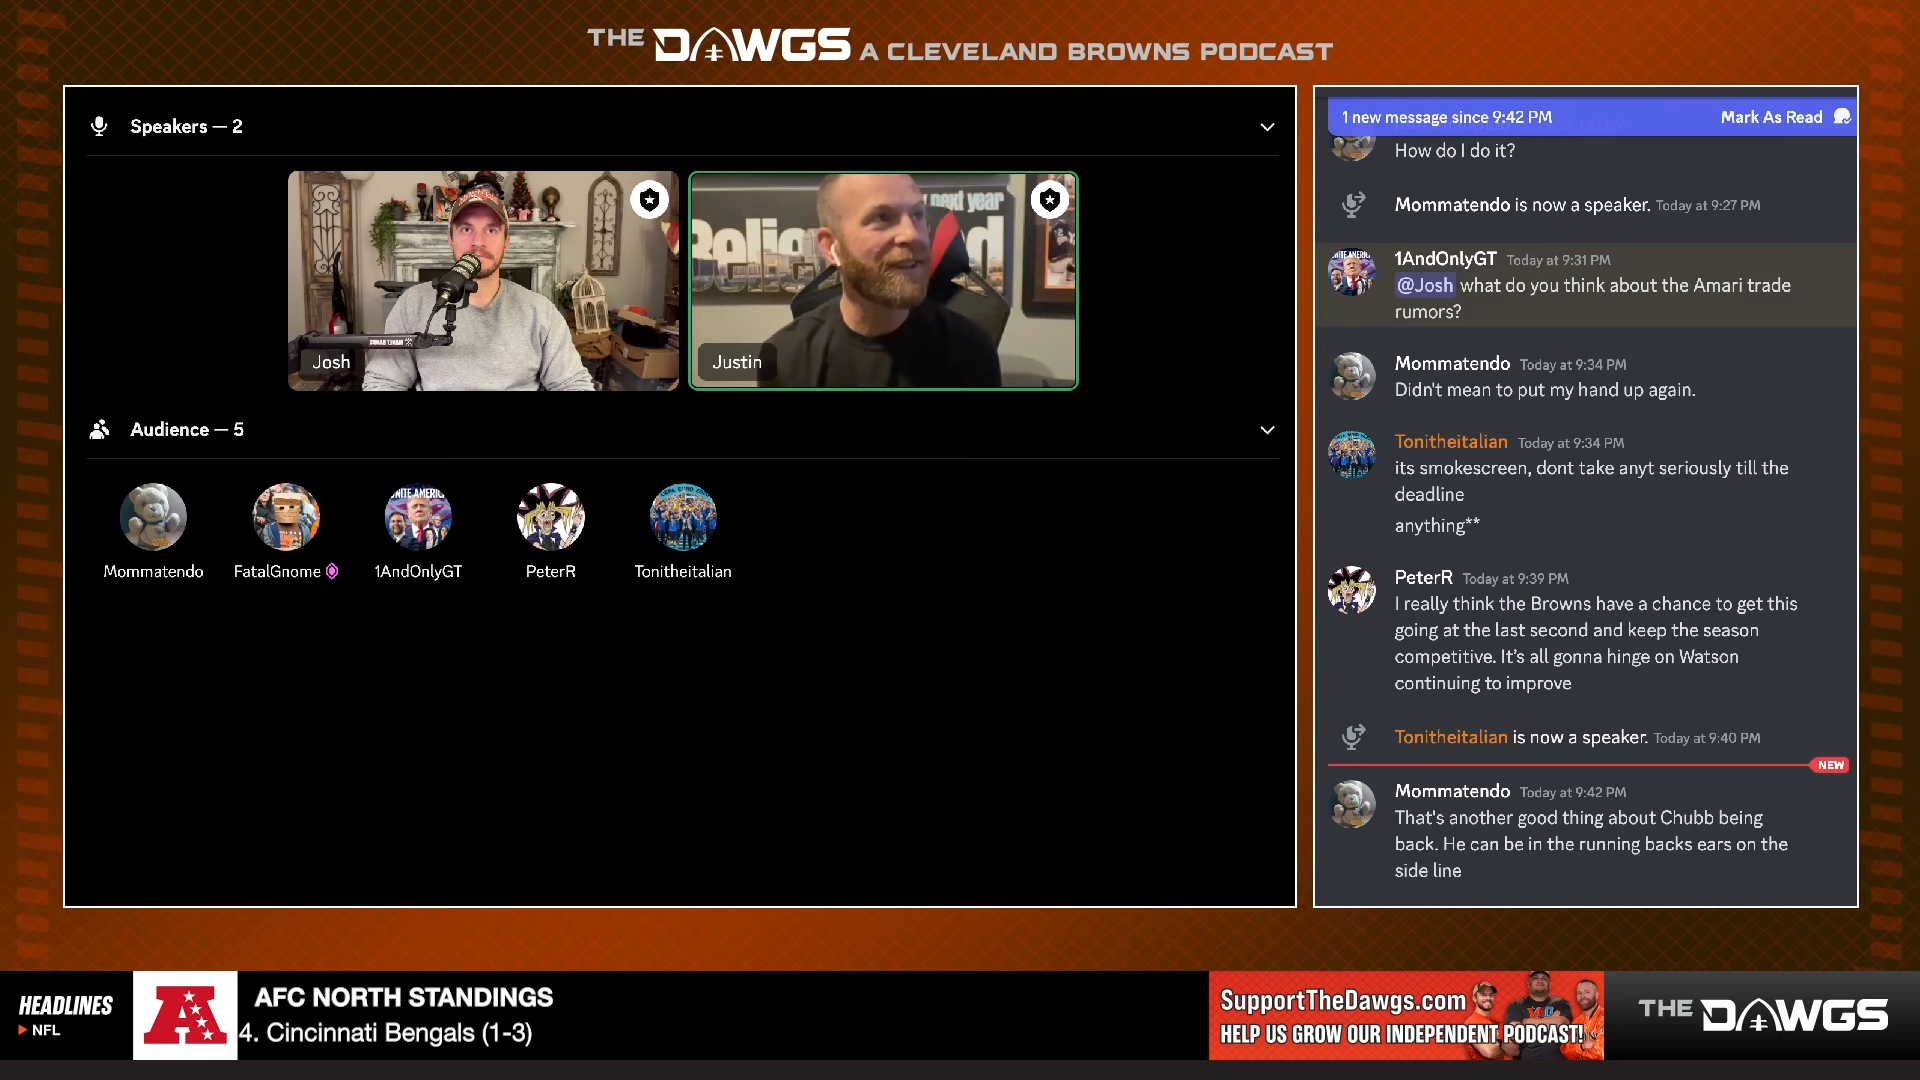 THE DAWGS A CLEVELAND BROWNS PODCAST
Speakers — 2
next year
Josh
Justin
Audience — 5
Mommatendo
FatalGnome
1AndOnlyGT
PeterR
Tonitheitalian
1 new message since 9:42 PM
Mark As Read
How do I do it?
Mommatendo is now a speaker. Today at 9:27 PM
1AndOnlyGT Today at 9:31 PM
@Josh what do you think about the Amari trade
rumors?
Mommatendo Today at 9:34 PM
Didn't mean to put my hand up again.
Tonitheitalian Today at 9:34 PM
its smokescreen, dont take anyt seriously till the
deadline
anything**
PeterR Today at 9:39 PM
I really think the Browns have a chance to get this
going at the last second and keep the season
competitive. It's all gonna hinge on Watson
continuing to improve
Tonitheitalian is now a speaker. Today at 9:40 PM
NEW
Mommatendo Today at 9:42 PM
That's another good thing about Chubb being
back. He can be in the running backs ears on the
side line
HEADLINES
NFL
AFC NORTH STANDINGS
4. Cincinnati Bengals (1-3)
SupportTheDawgs.com
HELP US GROW OUR INDEPENDENT PODCAST!
THE DAWGS